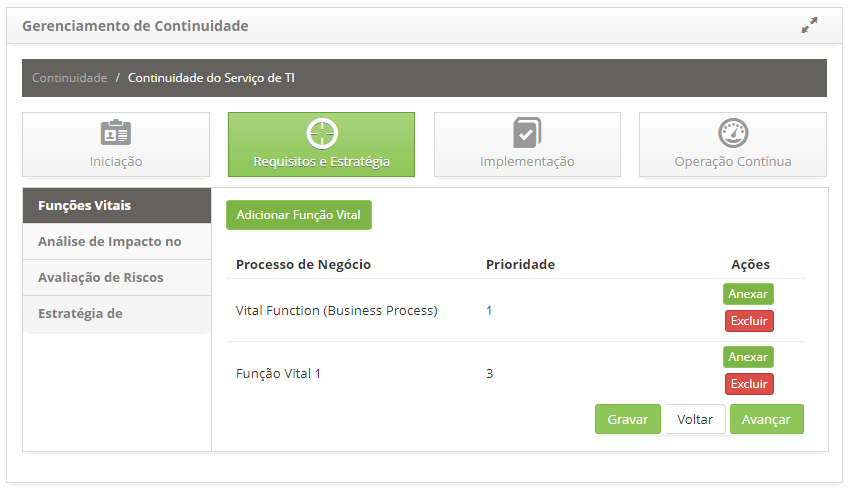 Gerenciamento de Continuidade
Continuidade / Continuidade do Serviço de TI
Iniciação
Requisitos e Estratégia
Implementação
Operação Contínua
Funções Vitais
Análise de Impacto no
Avaliação de Riscos
Estratégia de
Adicionar Função Vital
Processo de Negócio Prioridade Ações
Vital Function (Business Process) 1 Anexar
Excluir
Função Vital 1 3 Anexar
Excluir
Gravar Voltar Avançar